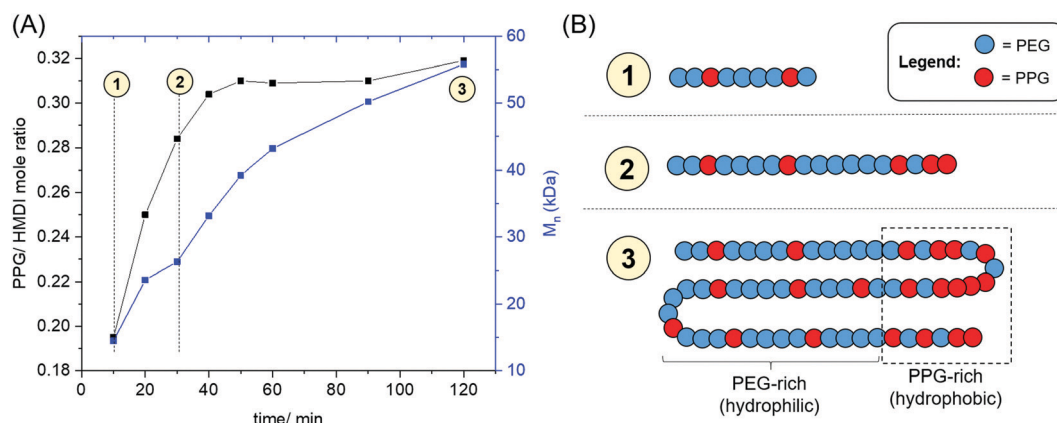 (A)
PPG/ HMDI mole ratio
0.32
0.30
0.28
0.26
0.24
0.22
0.20
0.18
1
2
3
60
50
40
30
20
10
Mn (kDa)
0 20 40 60 80 100 120
time/ min
(B)
Legend:
= PEG
= PPG
1
2
3
PEG-rich
(hydrophilic)
PPG-rich
(hydrophobic)